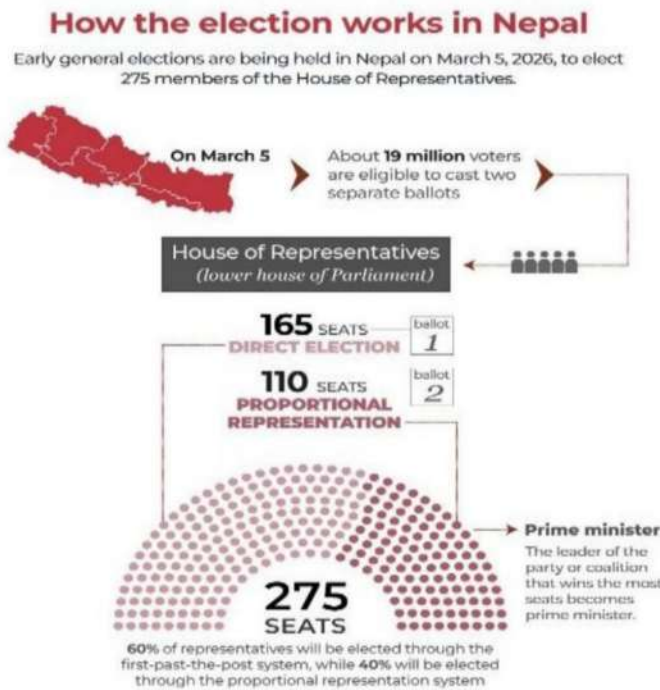 How the election works in Nepal
Early general elections are being held in Nepal on March 5, 2026, to elect
275 members of the House of Representatives.
On March 5
About 19 million voters
are eligible to cast two
separate ballots
House of Representatives
(lower house of Parliament)
165 SEATS
DIRECT ELECTION
ballot
1
110 SEATS
PROPORTIONAL
REPRESENTATION
ballot
2
Prime minister
The leader of the
party or coalition
that wins the most
seats becomes
prime minister.
275
SEATS
60% of representatives will be elected through the
first-past-the-post system, while 40% will be elected
through the proportional representation system